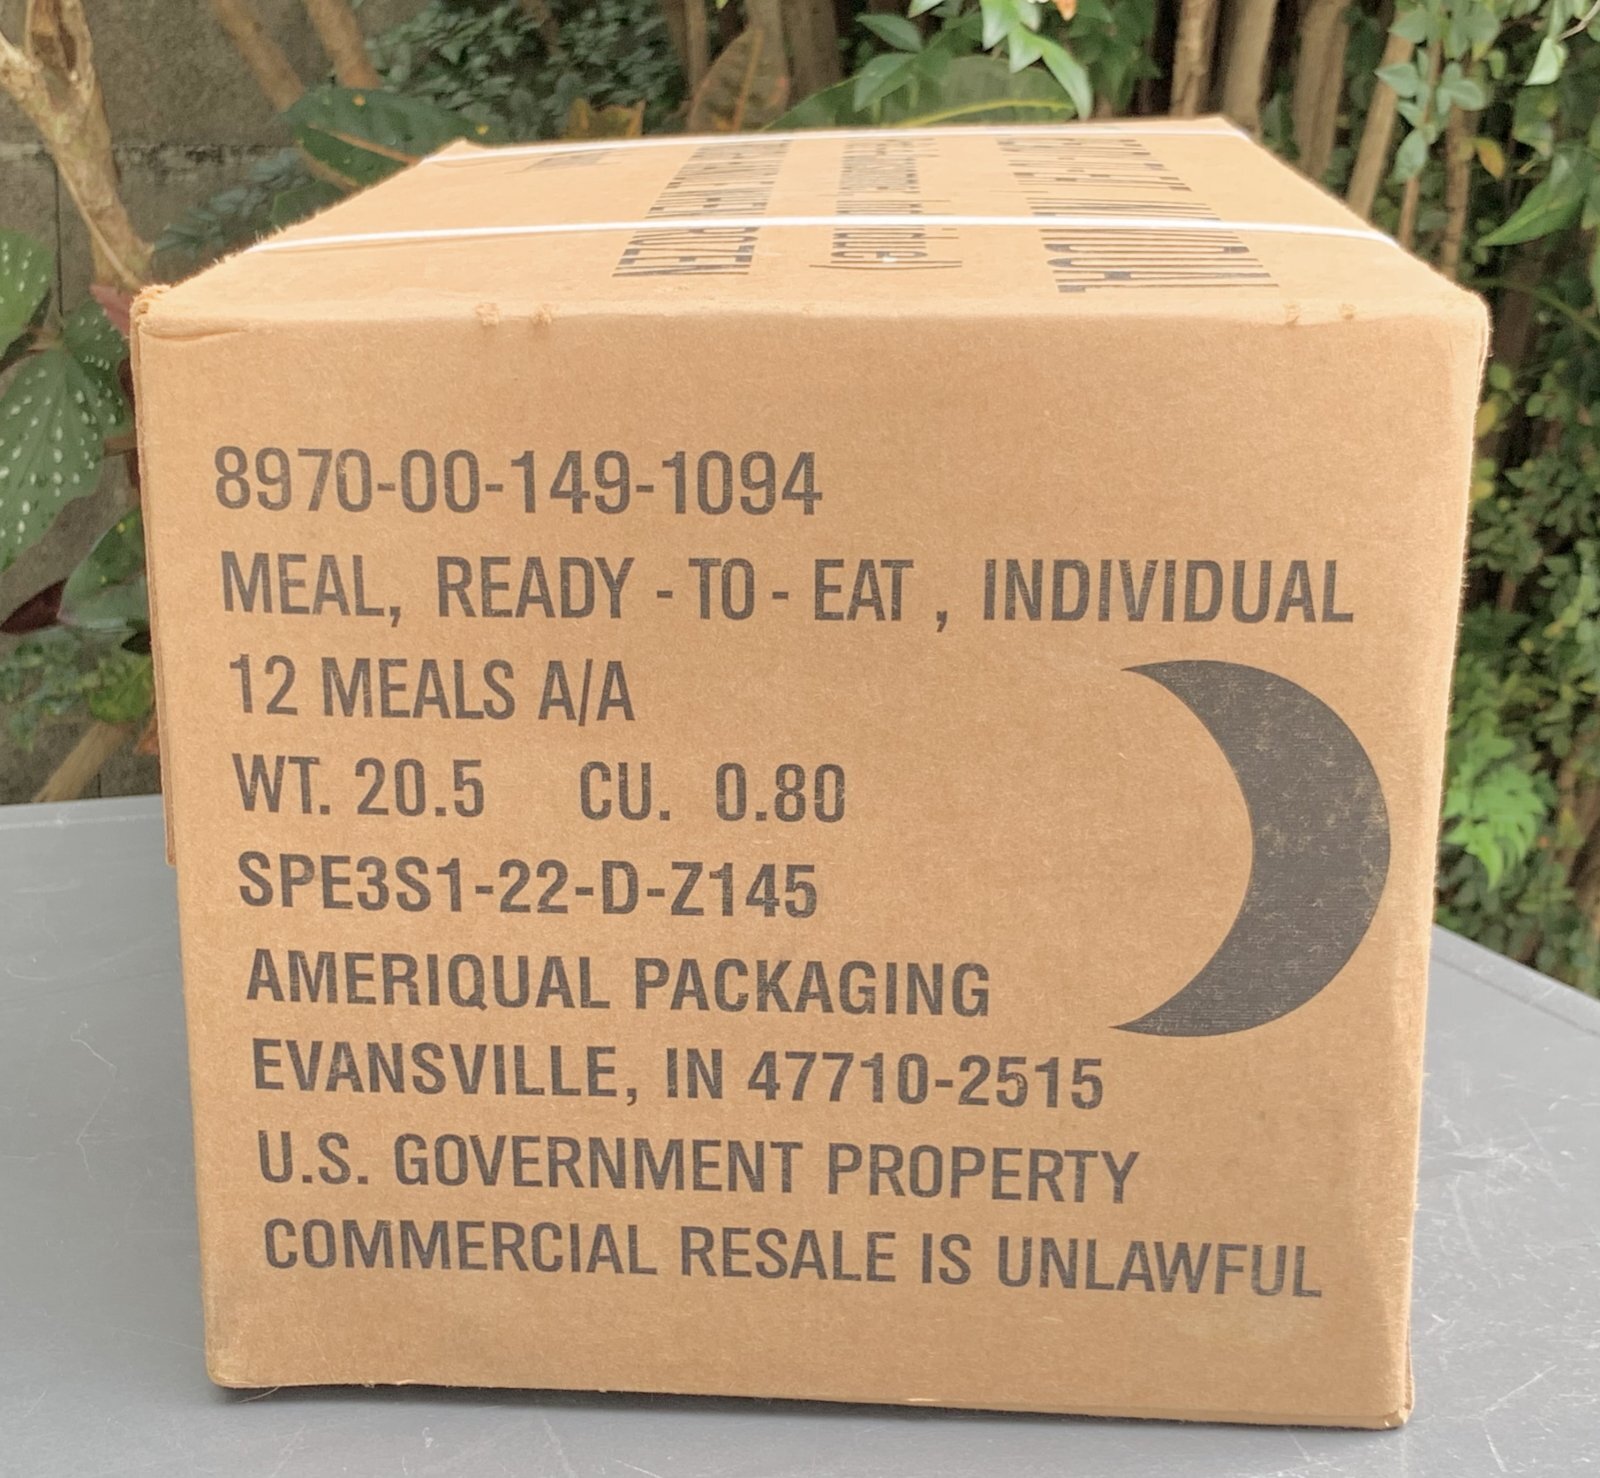 8970-00-149-1094
MEAL, READY - TO - EAT , INDIVIDUAL
12 MEALS A/A
WT. 20.5 CU. 0.80
SPE3S1-22-D-Z145
AMERIQUAL PACKAGING
EVANSVILLE, IN 47710-2515
U.S. GOVERNMENT PROPERTY
COMMERCIAL RESALE IS UNLAWFUL